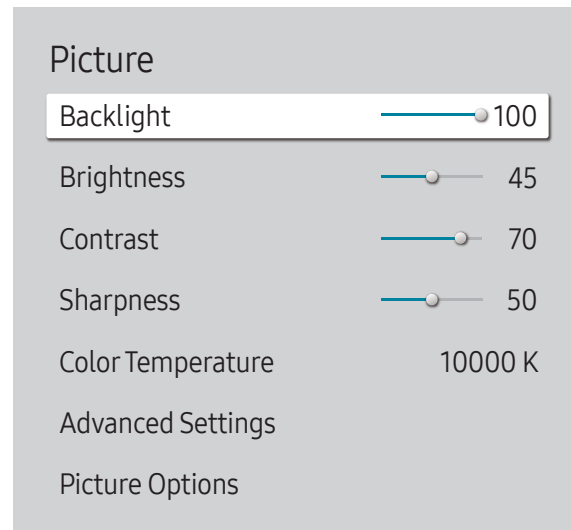 Picture
Backlight 100
Brightness 45
Contrast 70
Sharpness 50
Color Temperature 10000 K
Advanced Settings
Picture Options